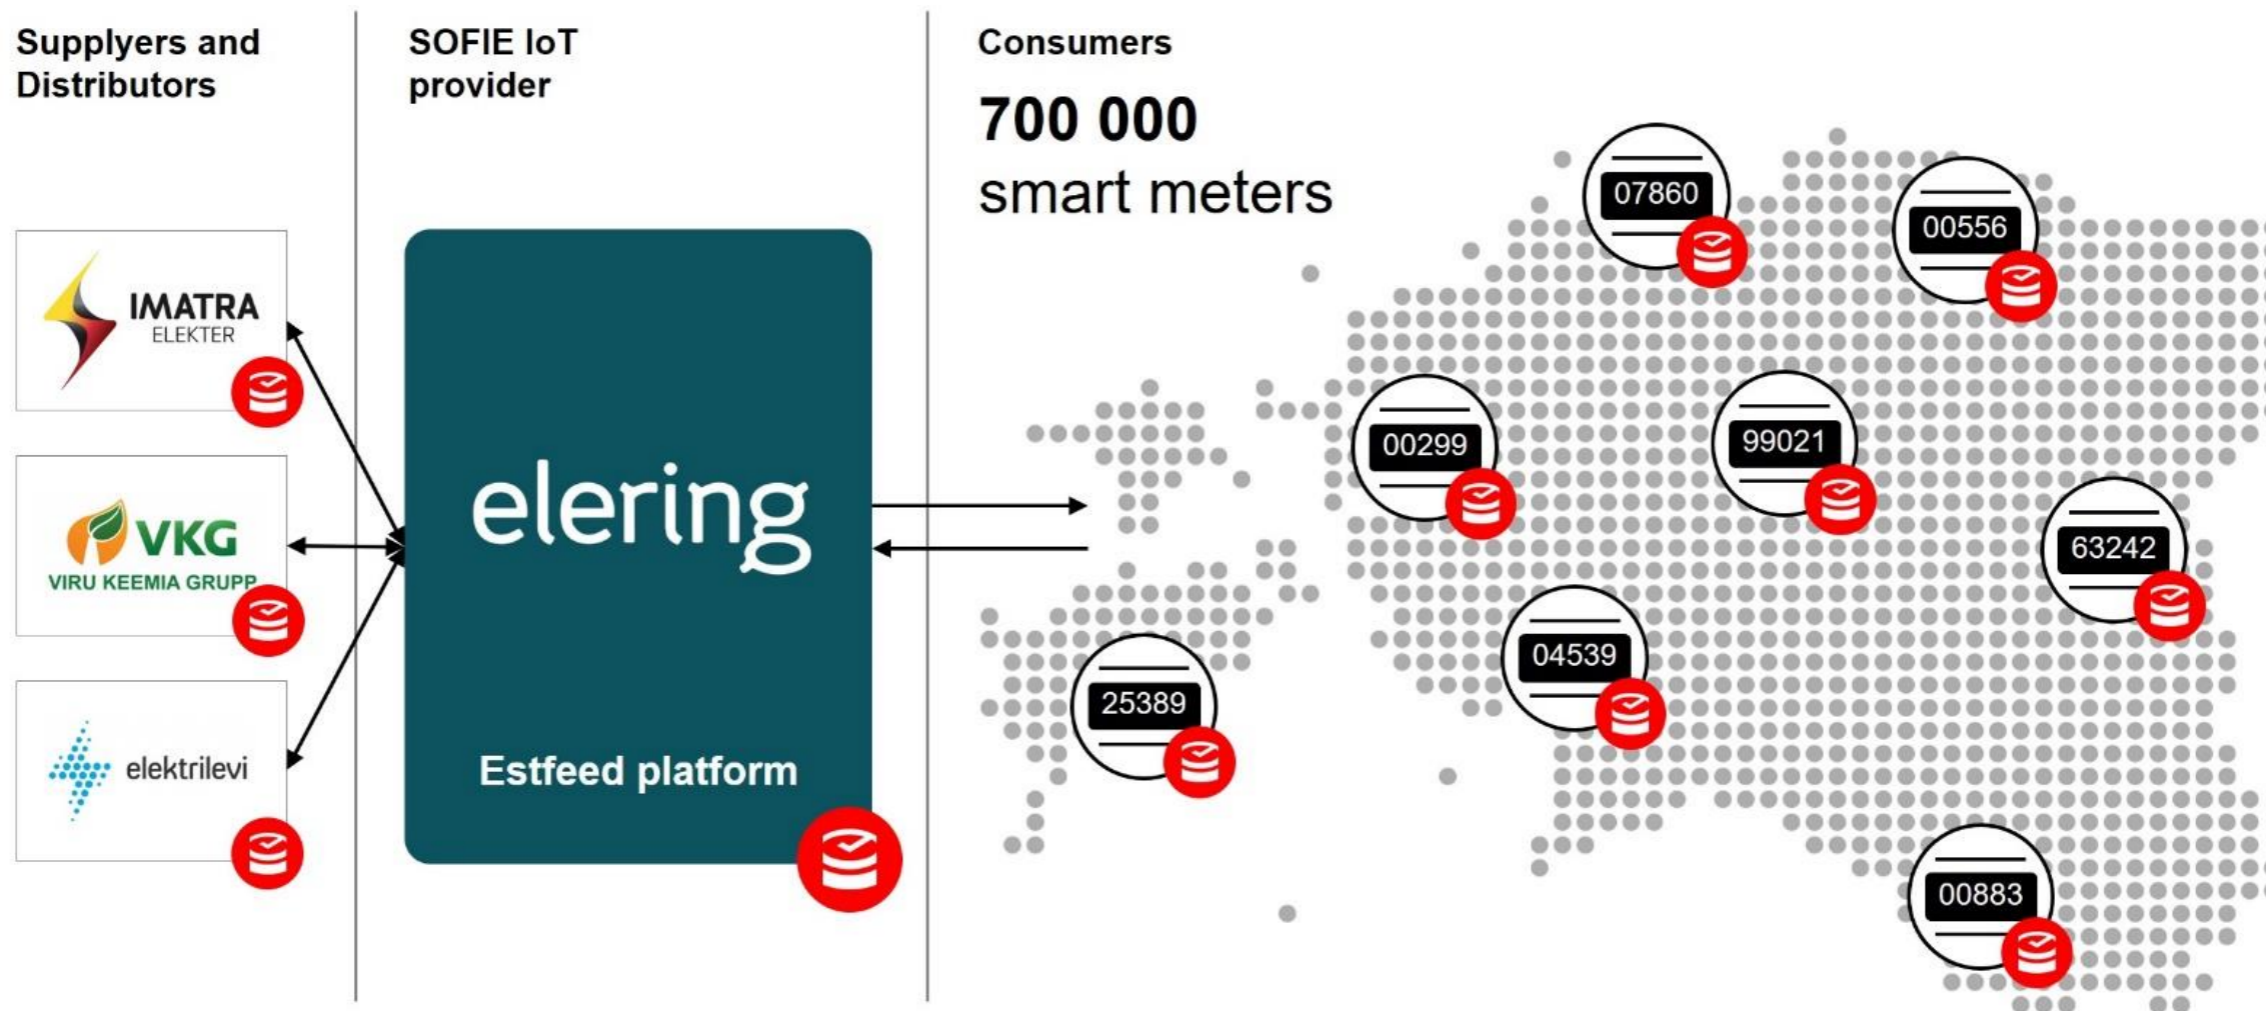 Supplyers and
Distributors
IMATRA
ELEKTER
VKG
VIRU KEEMIA GRUPP
elektrilevi
SOFIE IoT
provider
elering
Estfeed platform
Consumers
700 000
smart meters
07860
00556
00299
99021
63242
04539
25389
00883